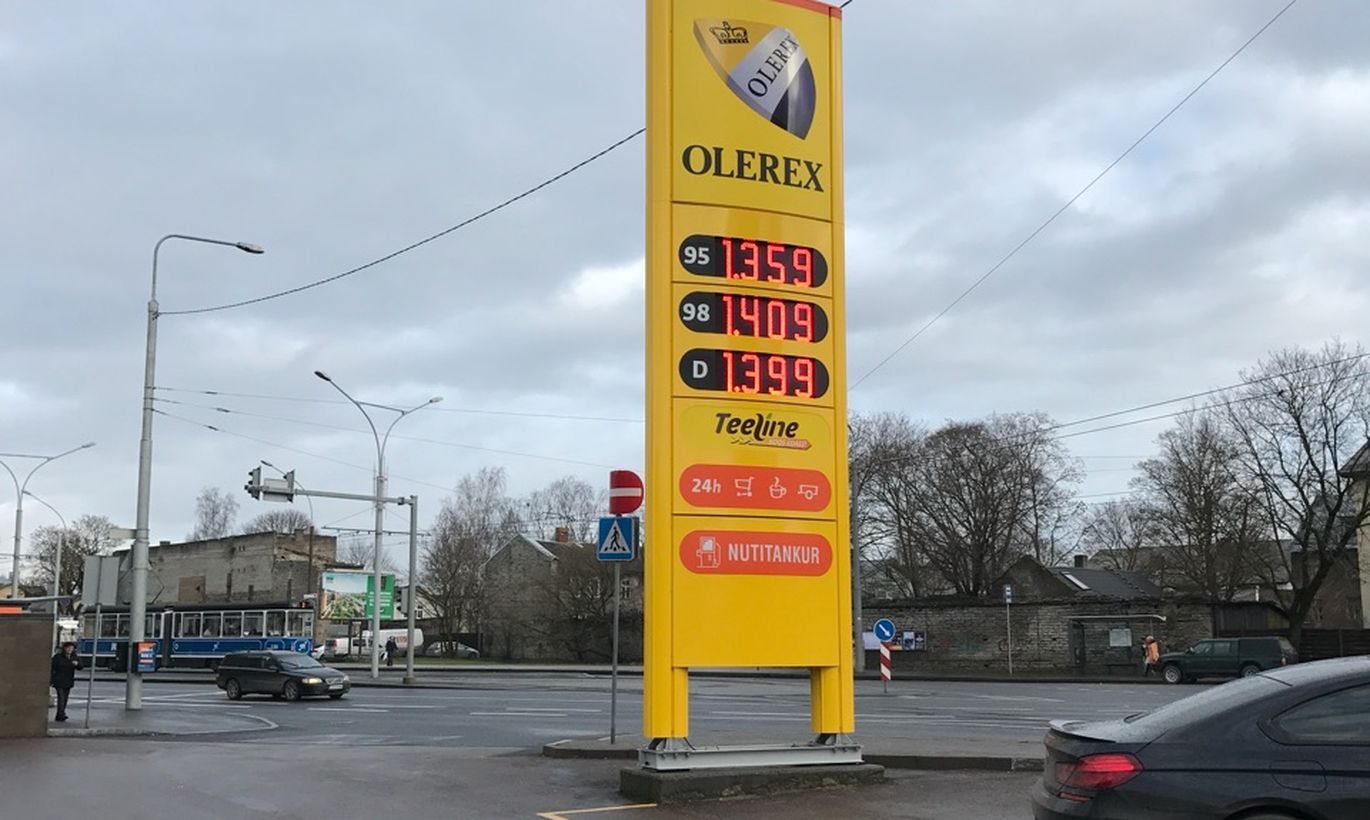 OLEREX
OLEREX
95 1.359
98 1.409
D 1.399
Teeline
24h
NUTITANKUR